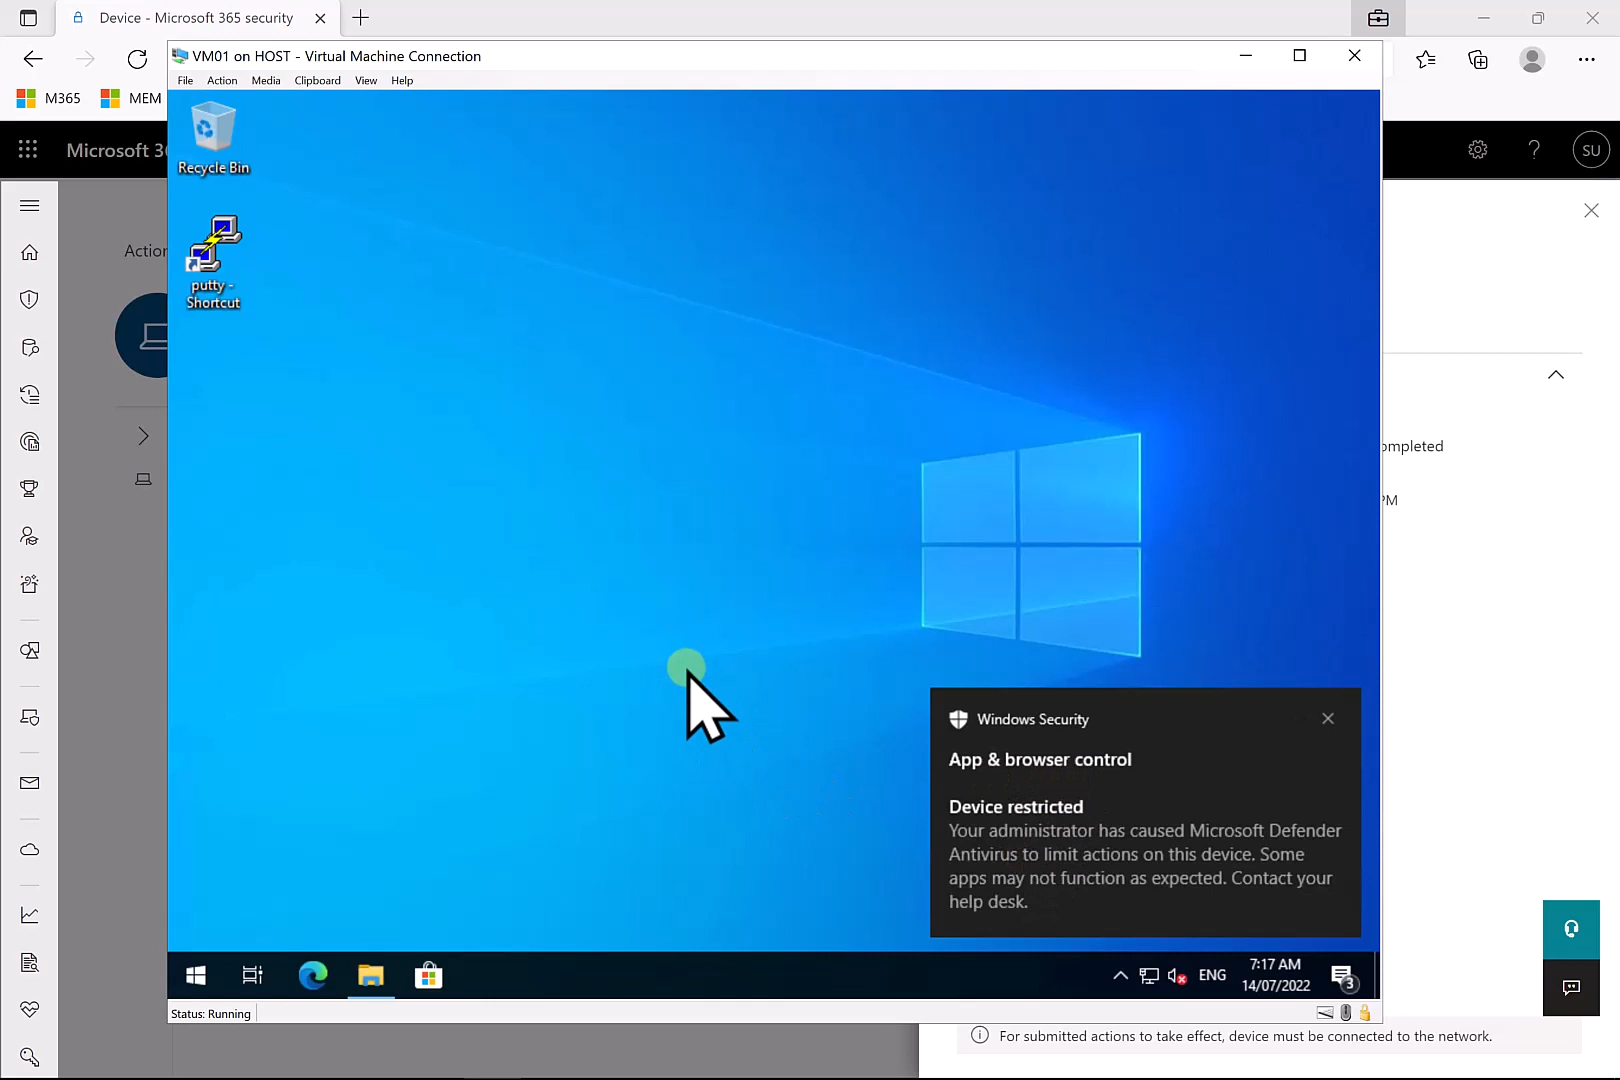 Device - Microsoft 365 security
VM01 on HOST - Virtual Machine Connection
File Action Media View Help
M365 MEM
Recycle Bin
Microsoft 36
SU
putty -
Shortcut
Action
ompleted
PM
Windows Security
App & browser control
Device restricted
Your administrator has caused Microsoft Defender
Antivirus to limit actions on this device. Some
apps may not function as expected. Contact your
help desk.
ENG
7:17 AM
14/07/2022
3
Status: Running
For submitted actions to take effect, device must be connected to the network.